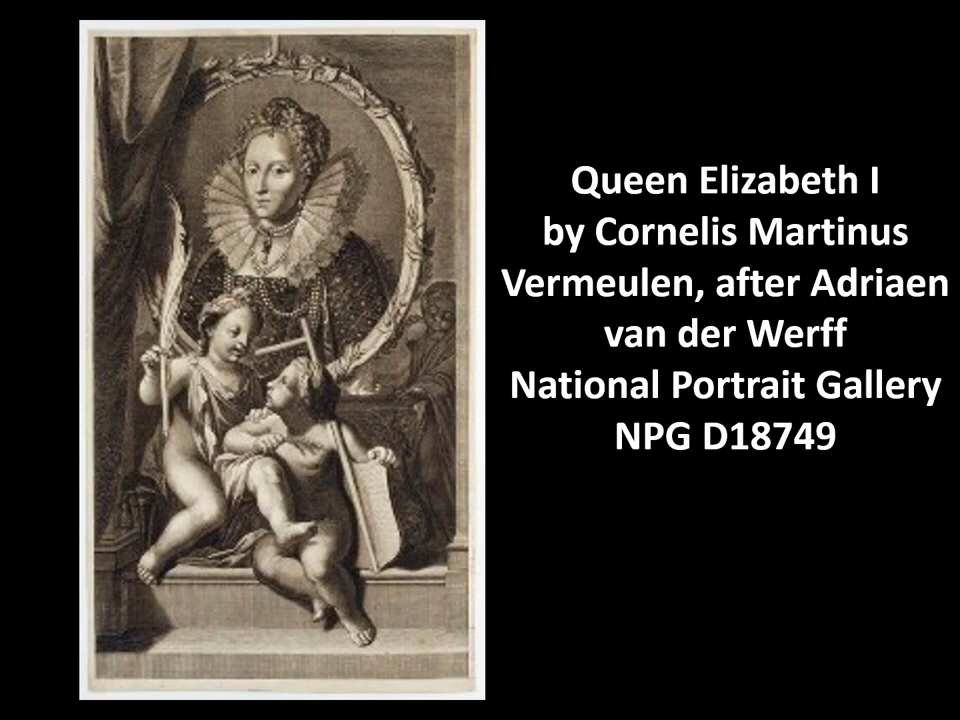 Queen Elizabeth I
by Cornelis Martinus
Vermeulen, after Adriaen
van der Werff
National Portrait Gallery
NPG D18749